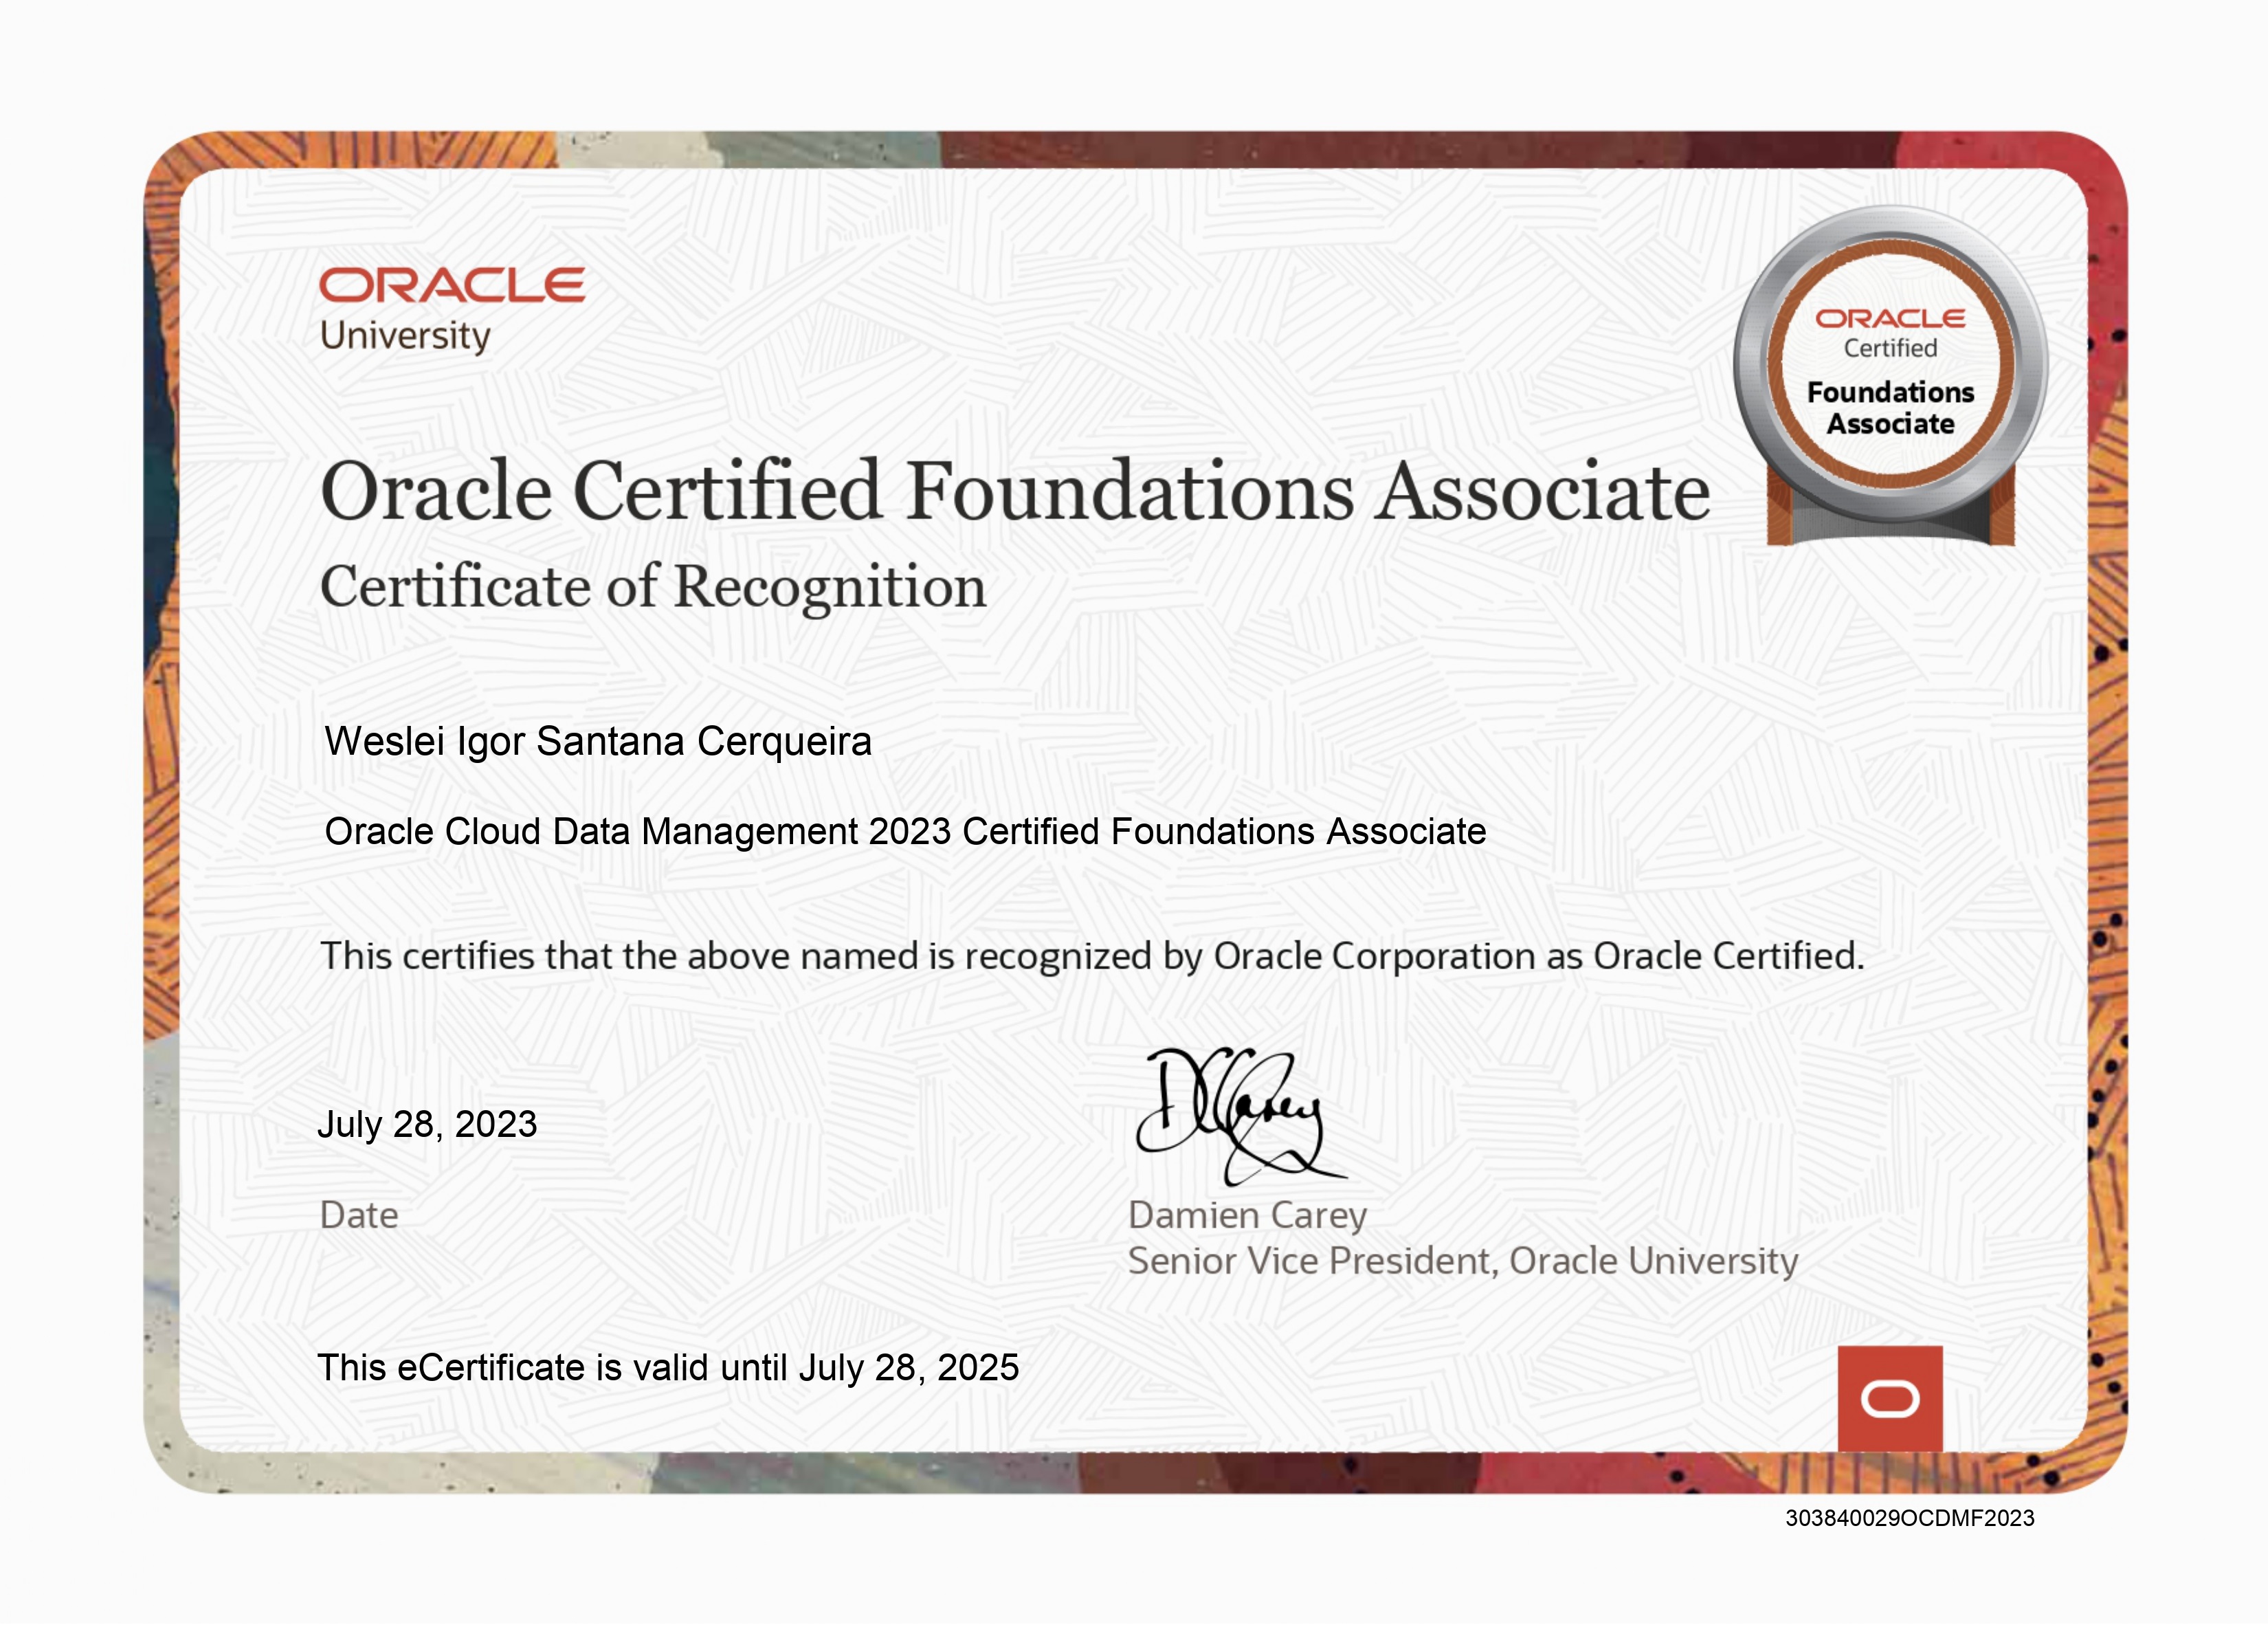 ORACLE
University
ORACLE
Certified
Foundations
Associate
Oracle Certified Foundations Associate
Certificate of Recognition
Weslei Igor Santana Cerqueira
Oracle Cloud Data Management 2023 Certified Foundations Associate
This certifies that the above named is recognized by Oracle Corporation as Oracle Certified.
July 28, 2023
DCarey
Date
Damien Carey
Senior Vice President, Oracle University
This eCertificate is valid until July 28, 2025
303840029OCDMF2023